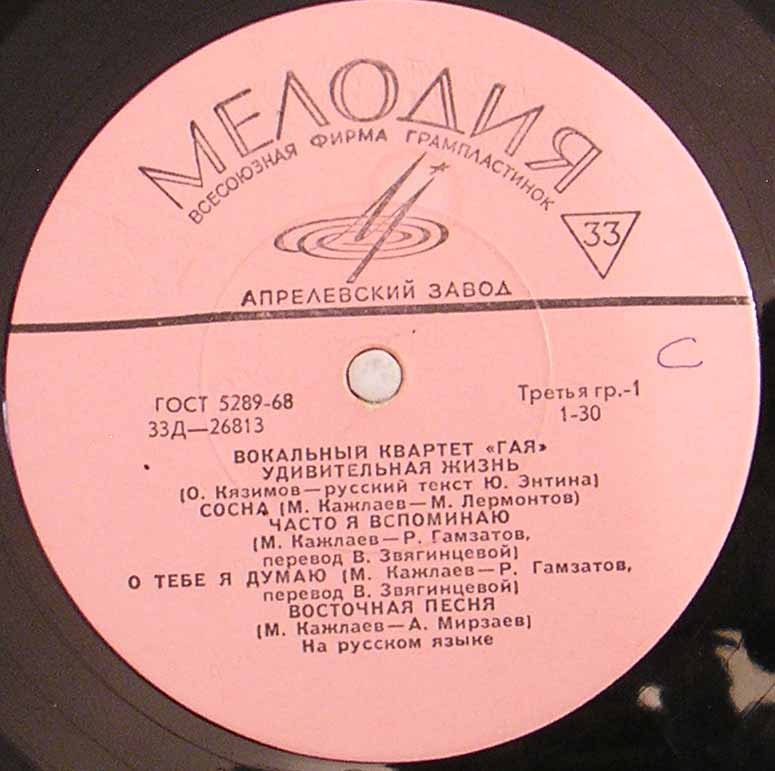 МЕЛОДИЯ
ВСЕСОЮЗНАЯ ФИРМА ГРАМПЛАСТИНОК
33
АПРЕЛЕВСКИЙ ЗАВОД
С
ГОСТ 5289-68
Третья гр.-1
33Д—26813
1-30
ВОКАЛЬНЫЙ КВАРТЕТ «ГАЯ»
УДИВИТЕЛЬНАЯ ЖИЗНЬ
(О. Кязимов—русский текст Ю. Энтина)
СОСНА (М. Кажлаев—М. Лермонтов)
ЧАСТО Я ВСПОМИНАЮ
(М. Кажлаев—Р. Гамзатов,
перевод В. Звягинцевой)
О ТЕБЕ Я ДУМАЮ (М. Кажлаев—Р. Гамзатов,
перевод В. Звягинцевой)
ВОСТОЧНАЯ ПЕСНЯ
(М. Кажлаев—А. Мирзаев)
На русском языке